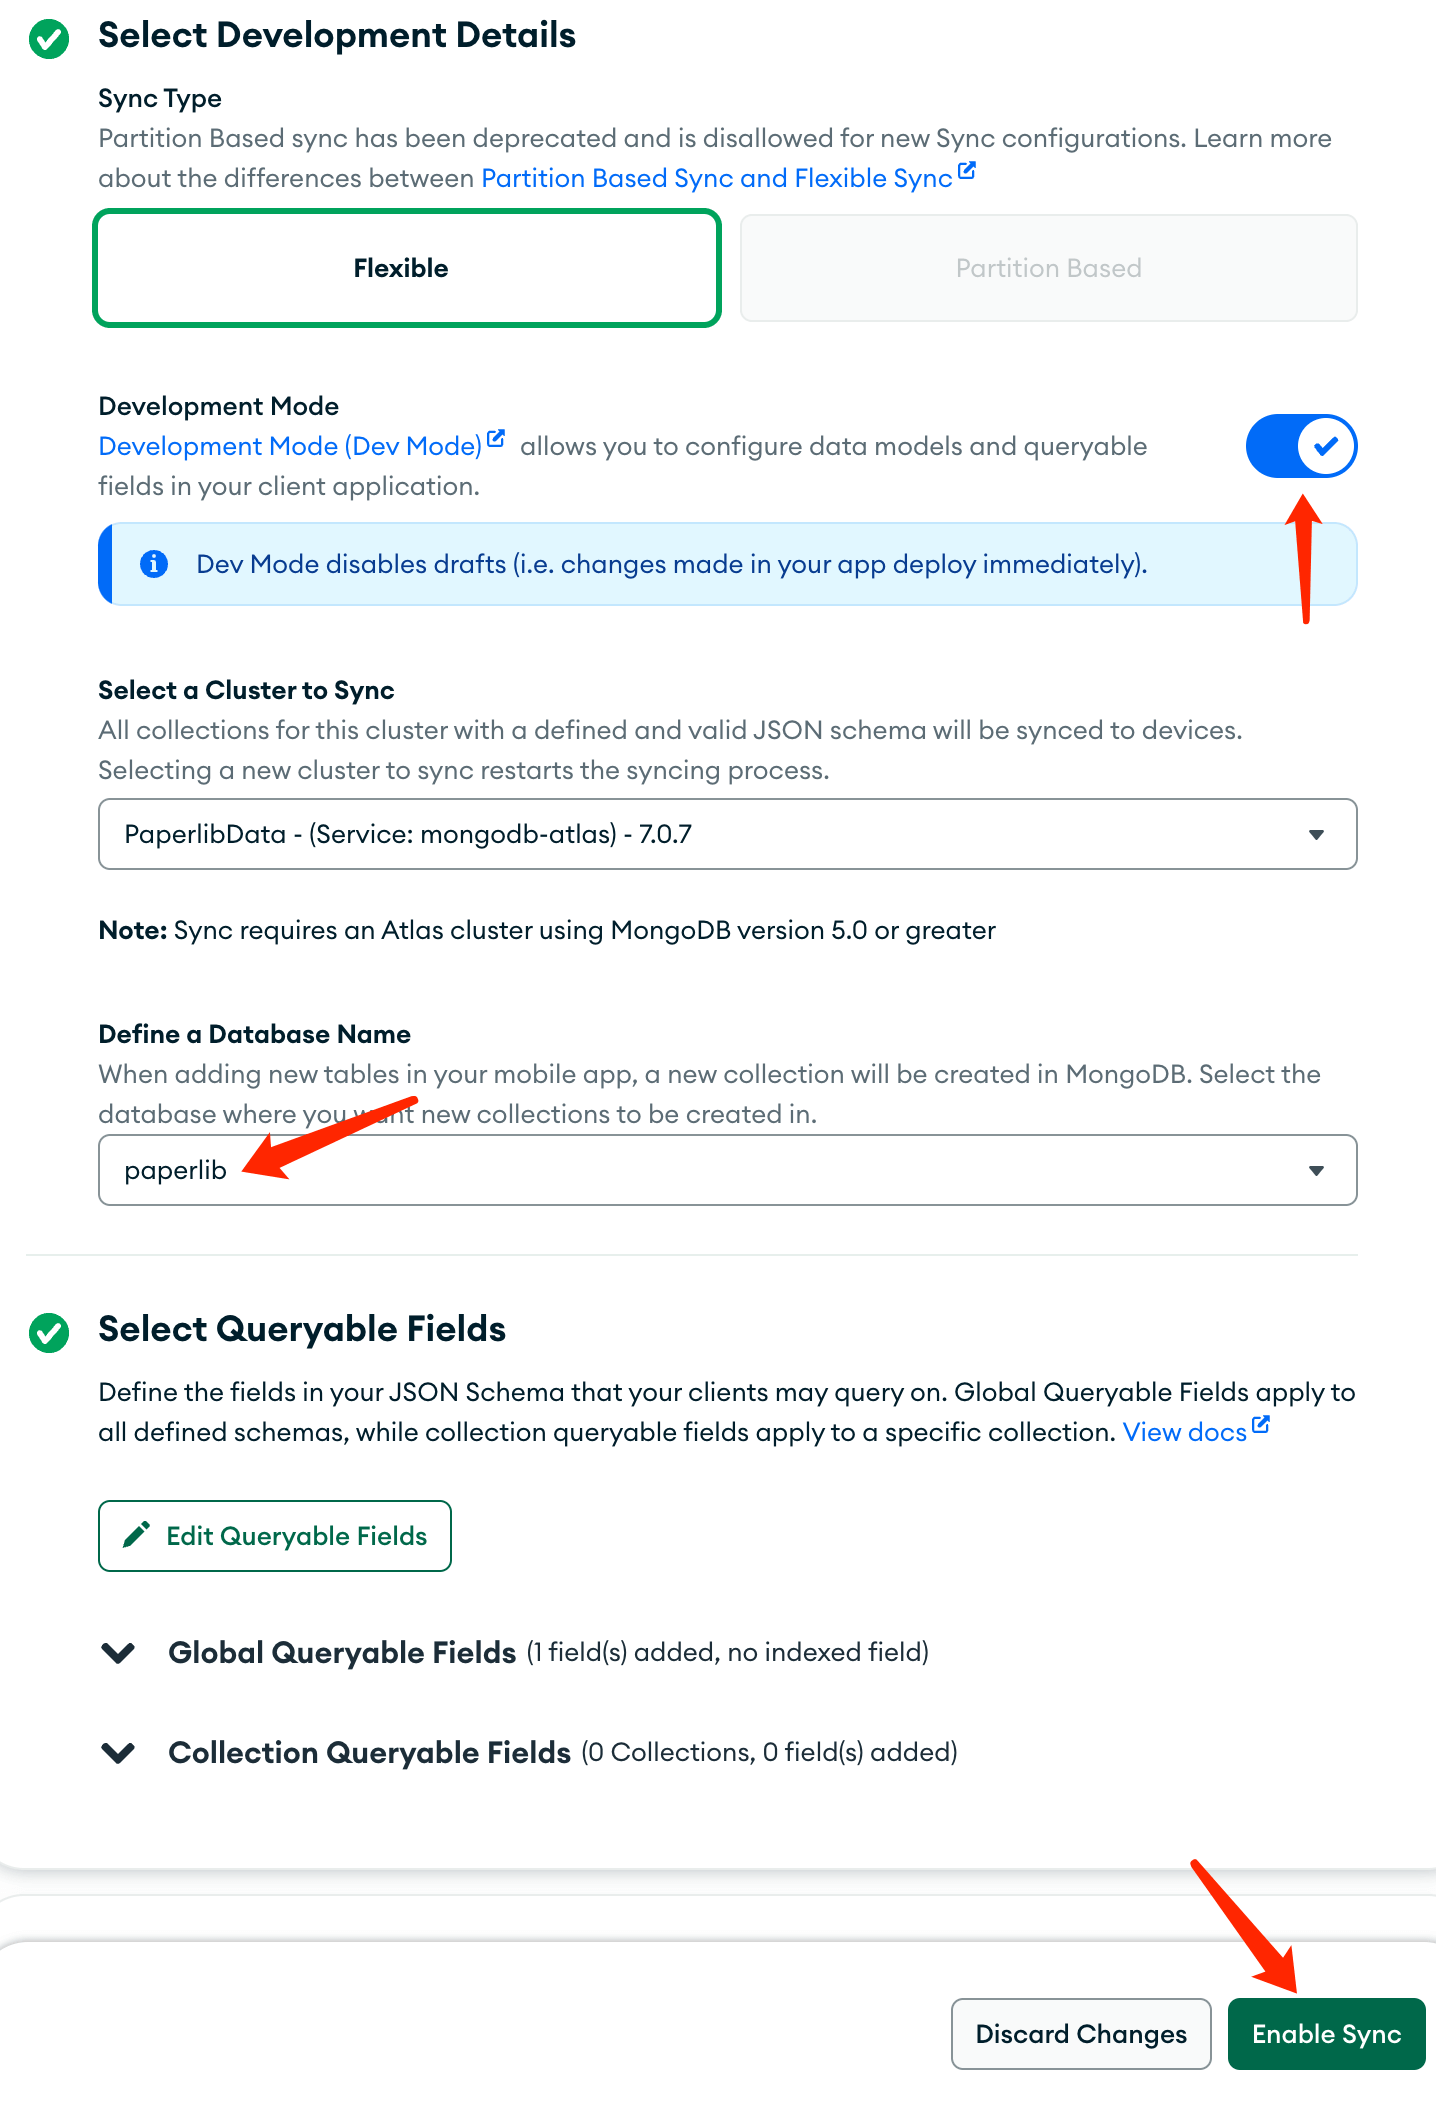 Select Development Details
Sync Type
Partition Based sync has been deprecated and is disallowed for new Sync configurations. Learn more
about the differences between Partition Based Sync and Flexible Sync
Flexible
Partition Based
Development Mode
Development Mode (Dev Mode) allows you to configure data models and queryable
fields in your client application.
Dev Mode disables drafts (i.e. changes made in your app deploy immediately).
Select a Cluster to Sync
All collections for this cluster with a defined and valid JSON schema will be synced to devices.
Selecting a new cluster to sync restarts the syncing process.
PaperlibData - (Service: mongodb-atlas) - 7.0.7
Note: Sync requires an Atlas cluster using MongoDB version 5.0 or greater
Define a Database Name
When adding new tables in your mobile app, a new collection will be created in MongoDB. Select the
database where you want new collections to be created in.
paperlib
Select Queryable Fields
Define the fields in your JSON Schema that your clients may query on. Global Queryable Fields apply to
all defined schemas, while collection queryable fields apply to a specific collection. View docs
Edit Queryable Fields
Global Queryable Fields (1 field(s) added, no indexed field)
Collection Queryable Fields (0 Collections, 0 field(s) added)
Discard Changes
Enable Sync